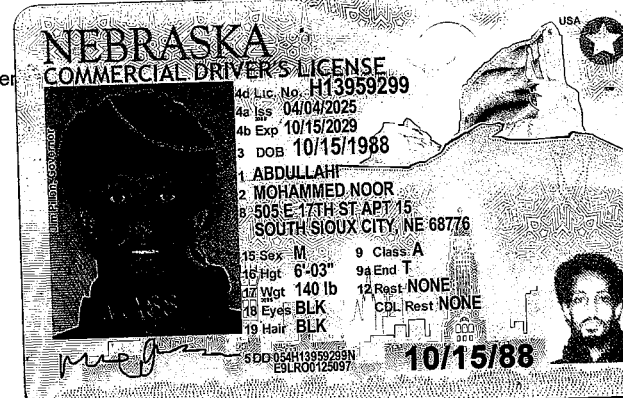 er
NEBRASKA
USA
COMMERCIAL DRIVER'S LICENSE
4d Lic. No. H13959299
4a Iss 04/04/2025
4b Exp 10/15/2029
3 DOB 10/15/1988
1 ABDULLAHI
2 MOHAMMED NOOR
8 505 E 17TH ST APT 15
SOUTH SIOUX CITY, NE 68776
15 Sex M 9 Class A
16 Hgt 6'-03" 9a End T
17 Wgt 140 lb 12 Rest NONE
18 Eyes BLK CDL Rest NONE
19 Hair BLK
5 DD 054H13959299N
E9LRO0125097
10/15/88